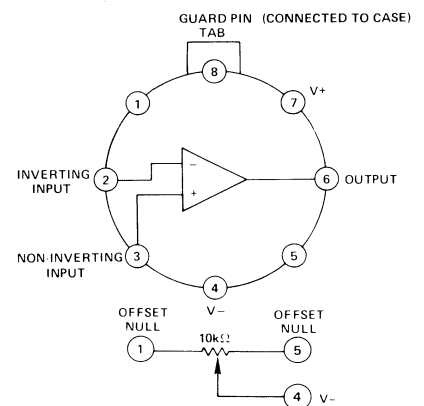 GUARD PIN (CONNECTED TO CASE)
TAB
8
1
7
V+
INVERTING
INPUT
2
−
+
6
OUTPUT
NON-INVERTING
INPUT
3
5
4
V−
OFFSET
NULL
OFFSET
NULL
10kΩ
1
5
4
V−